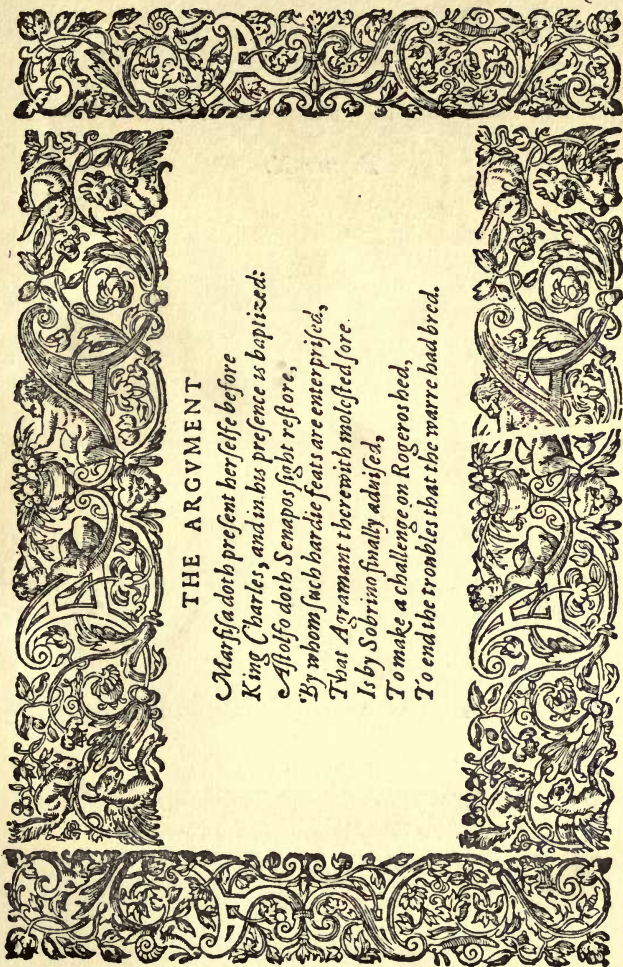 THE ARGVMENT
Marfisa doth present herselfe before
King Charles, and in his presence is baptized:
Astolfo doth Senapos sight restore,
By whom such hardie feats are enterprised,
That Agramant therewith molested sore
Is by Sobrino finally aduised,
To make a challenge on Rogeros hed,
To end the troubles that the warre had bred.